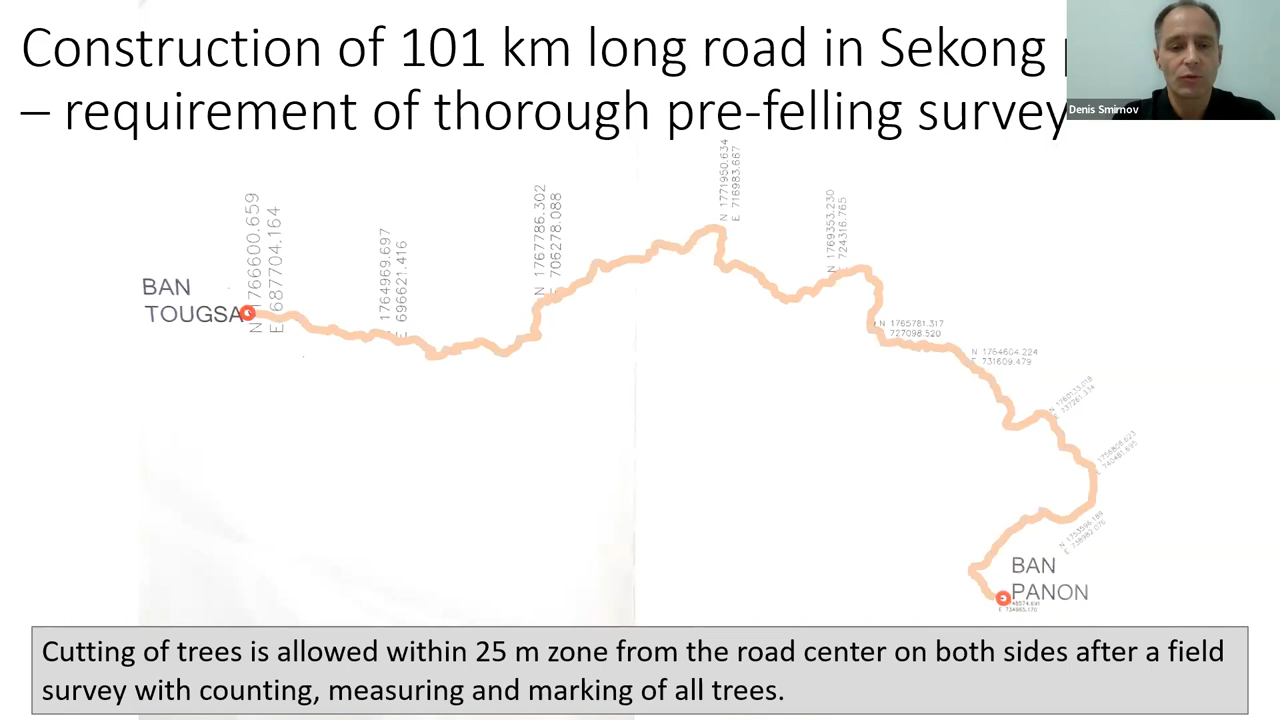 Construction of 101 km long road in Sekong
– requirement of thorough pre-felling survey
Denis Smirnov
N 1771950.634
E 716983.667
N 1766600.659
E 687704.164
N 1767786.302
E 706278.088
N 1769353.230
724316.765
1764969.697
E 696621.416
BAN
TOUGSA
N 1765781.317
727098.520
N 1764604.224
E 731609.479
BAN
PANON
Cutting of trees is allowed within 25 m zone from the road center on both sides after a field
survey with counting, measuring and marking of all trees.